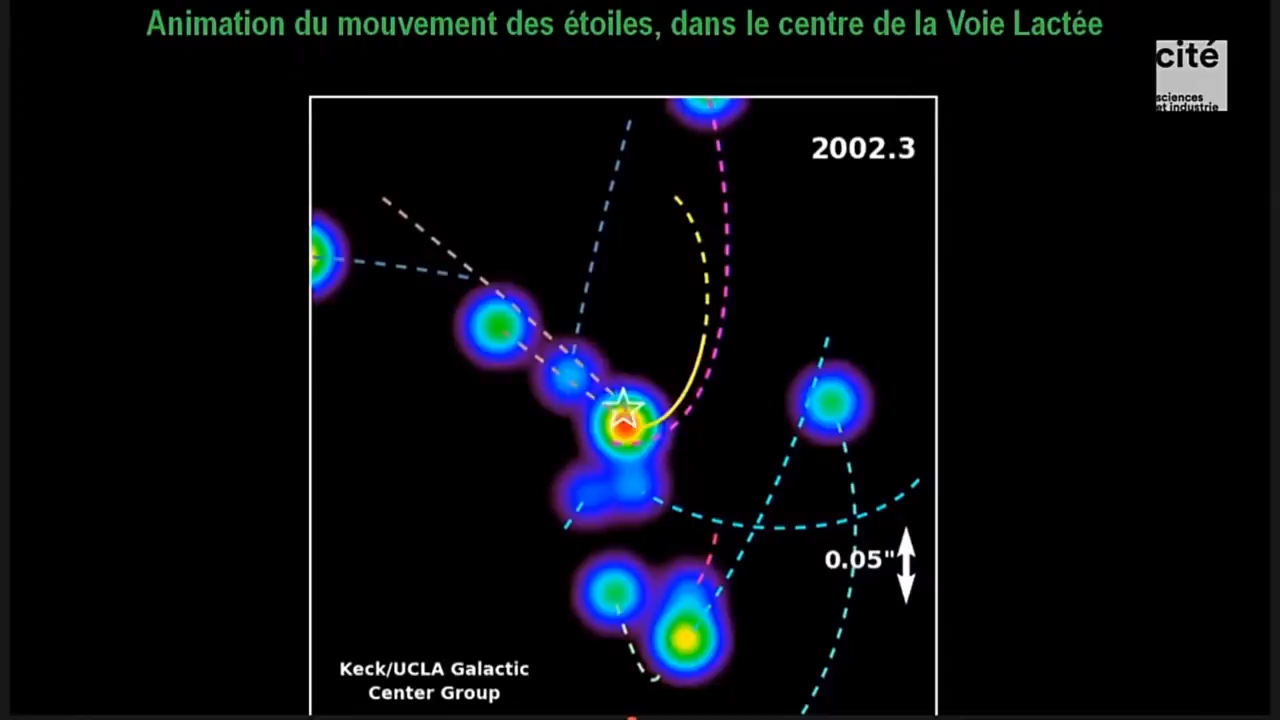 Animation du mouvement des étoiles, dans le centre de la Voie Lactée
cité
sciences
et industrie
2002.3
0.05"
Keck/UCLA Galactic
Center Group